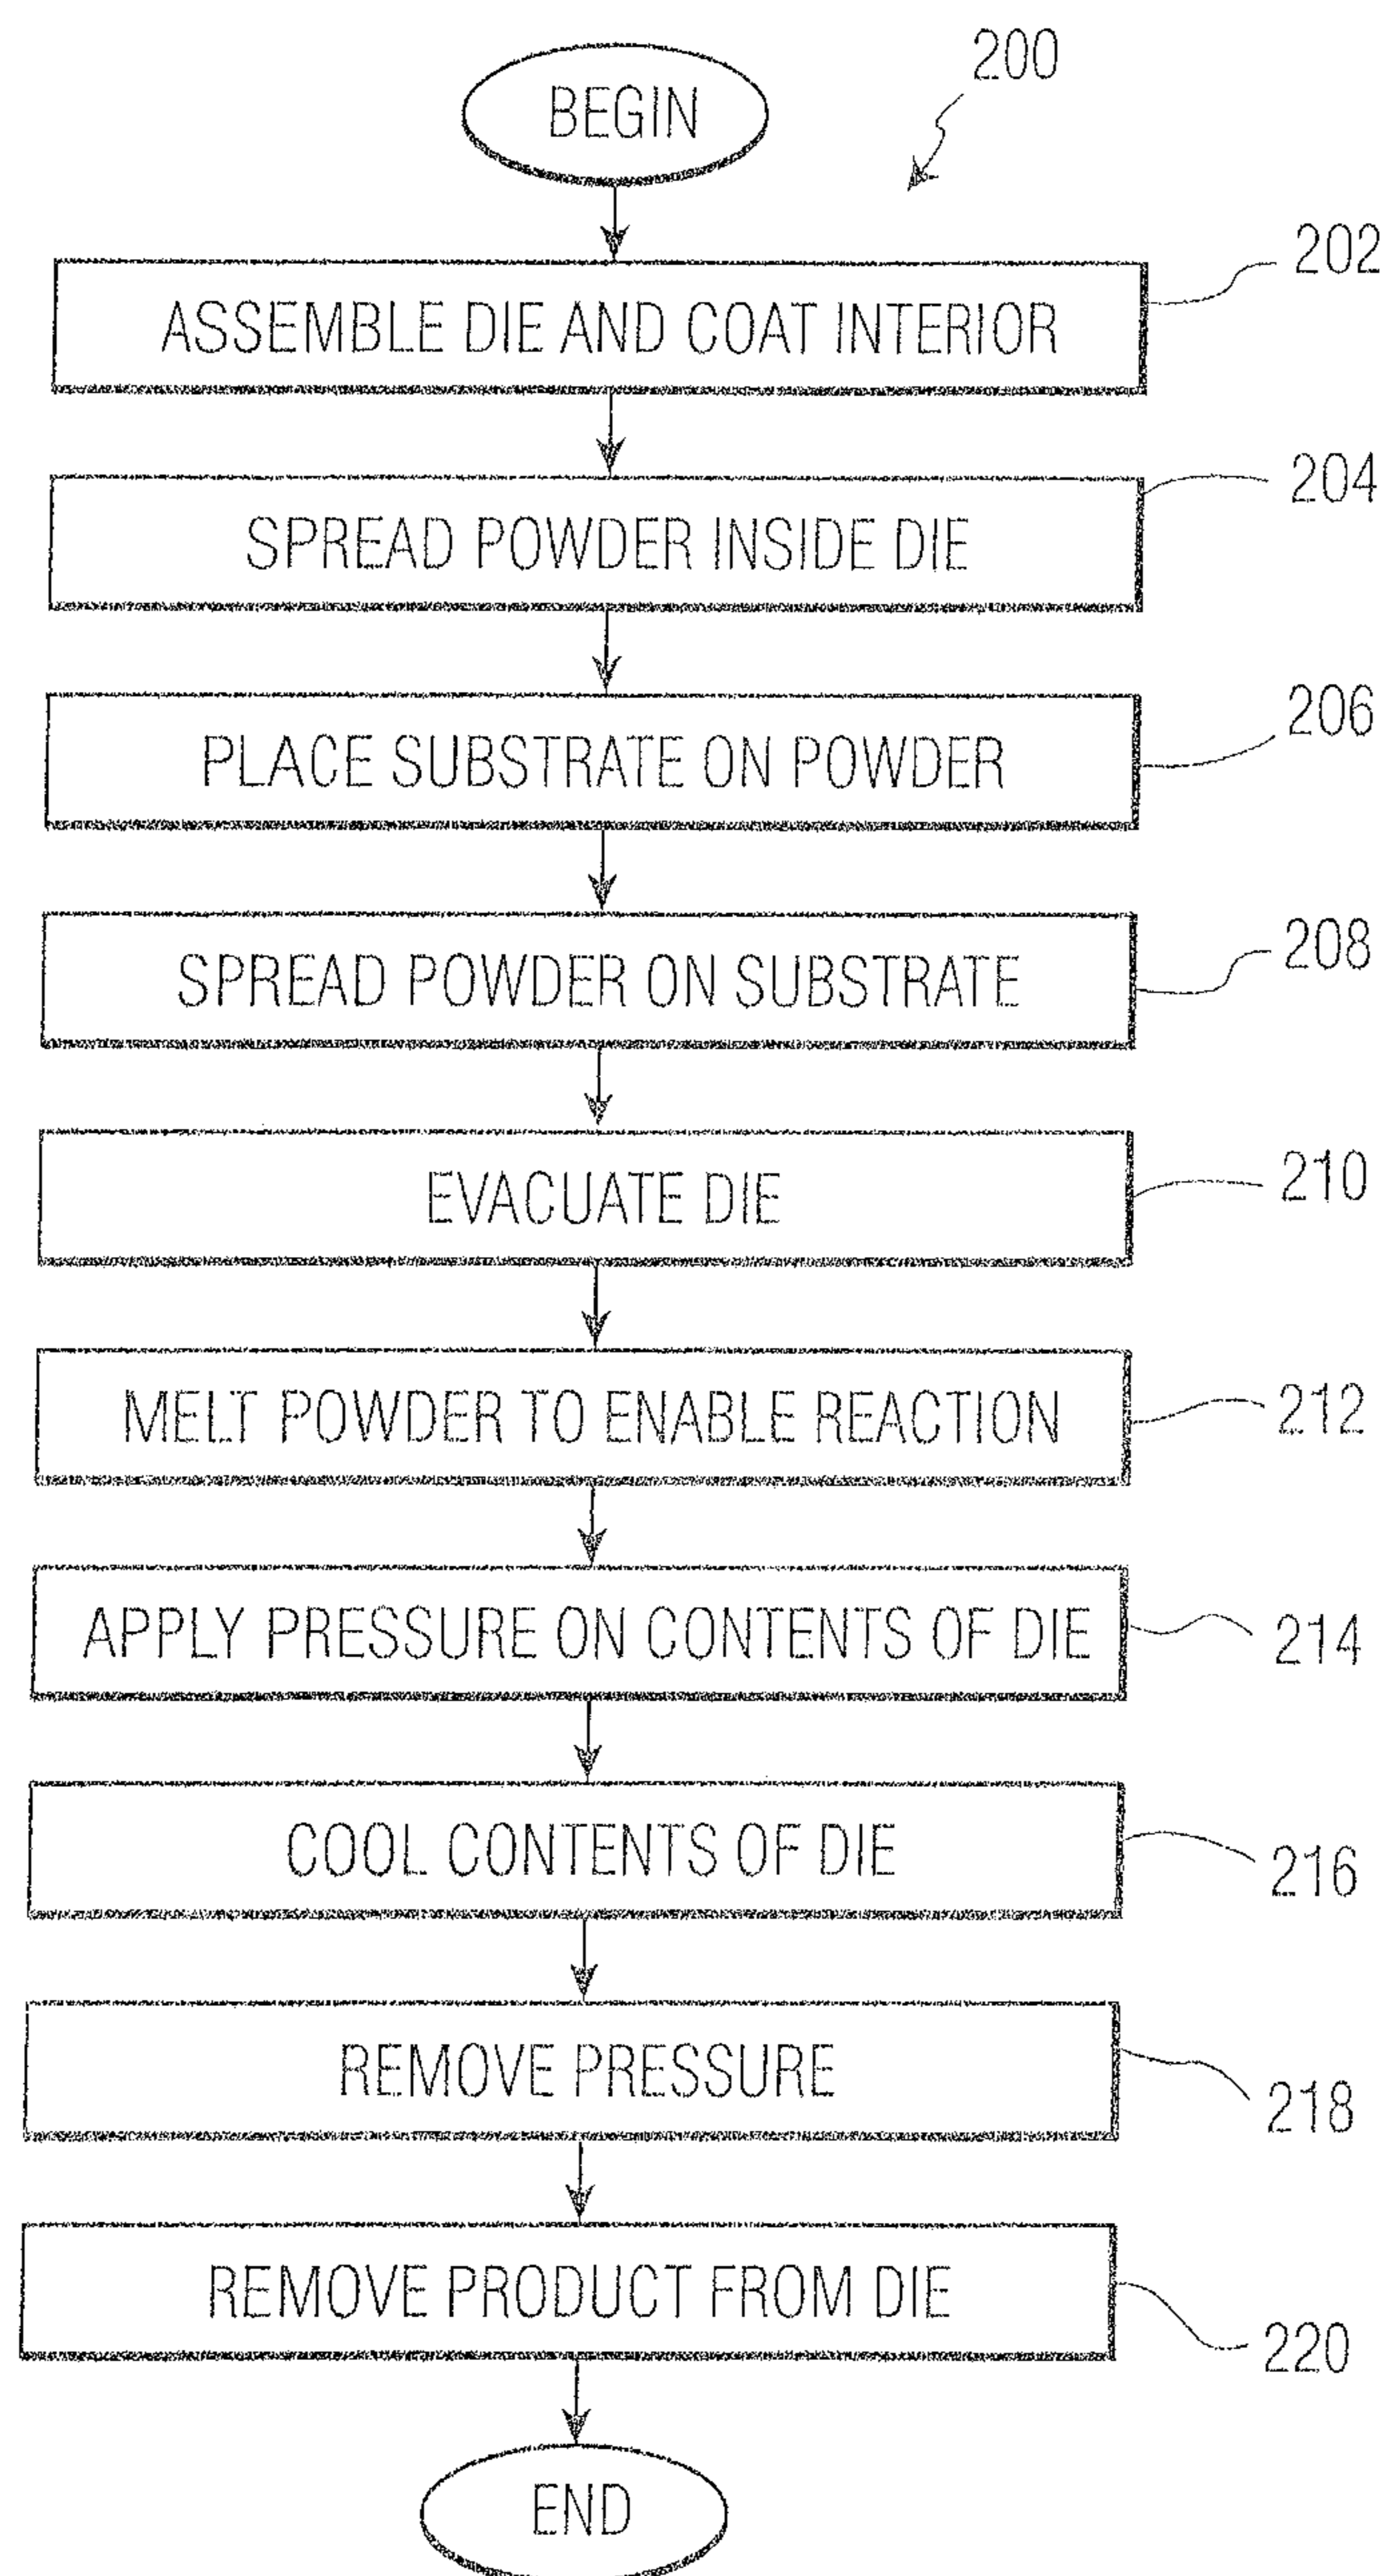 200
BEGIN
202
ASSEMBLE DIE AND COAT INTERIOR
204
SPREAD POWDER INSIDE DIE
206
PLACE SUBSTRATE ON POWDER
208
SPREAD POWDER ON SUBSTRATE
210
EVACUATE DIE
212
MELT POWDER TO ENABLE REACTION
214
APPLY PRESSURE ON CONTENTS OF DIE
216
COOL CONTENTS OF DIE
218
REMOVE PRESSURE
220
REMOVE PRODUCT FROM DIE
END